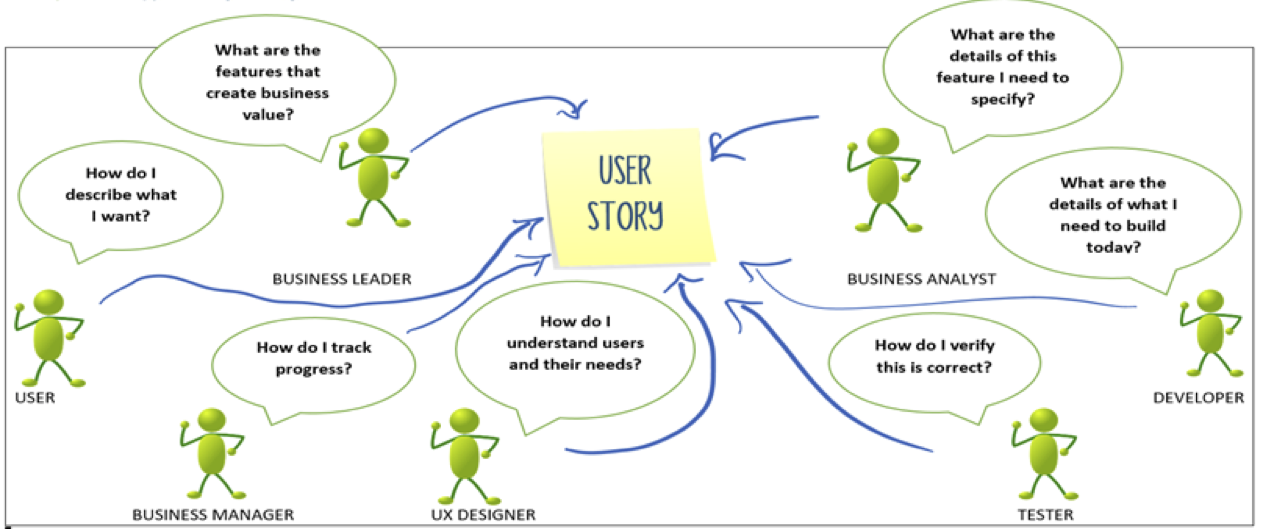 What are the
features that
create business
value?
What are the
details of this
feature I need to
specify?
How do I
describe what
I want?
USER
STORY
What are the
details of what I
need to build
today?
BUSINESS LEADER
BUSINESS ANALYST
How do I track
progress?
How do I
understand users
and their needs?
How do I verify
this is correct?
USER
DEVELOPER
BUSINESS MANAGER
UX DESIGNER
TESTER